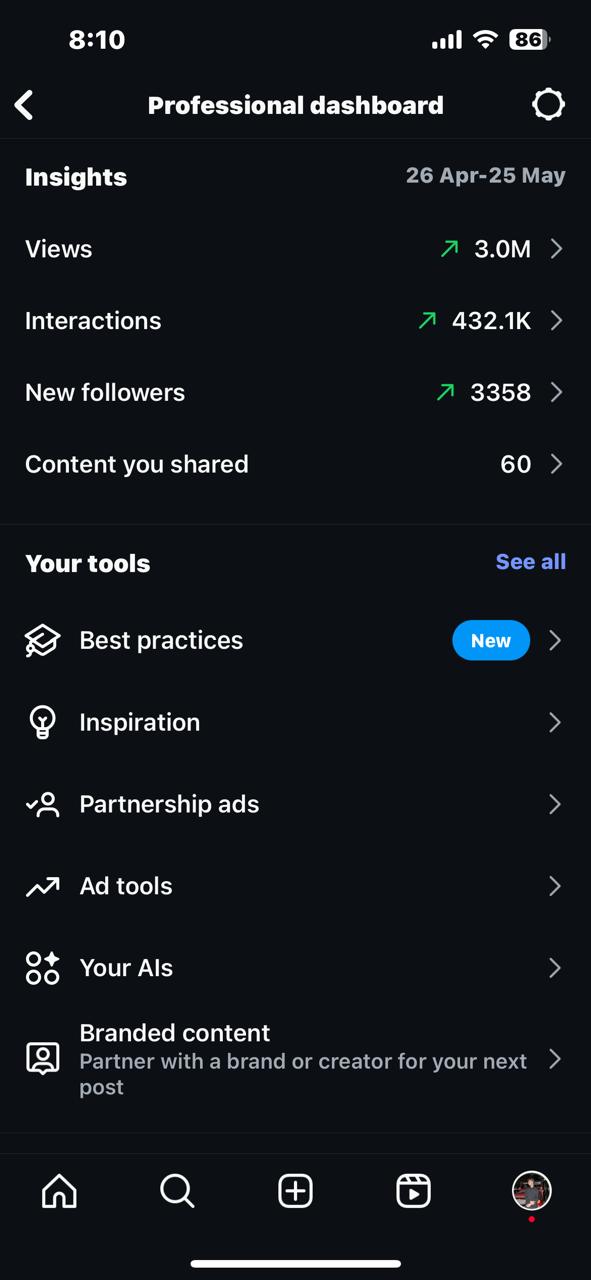 8:10
86
Professional dashboard
Insights
26 Apr-25 May
Views
3.0M
Interactions
432.1K
New followers
3358
Content you shared
60
Your tools
See all
Best practices
New
Inspiration
Partnership ads
Ad tools
Your AIs
Branded content
Partner with a brand or creator for your next
post